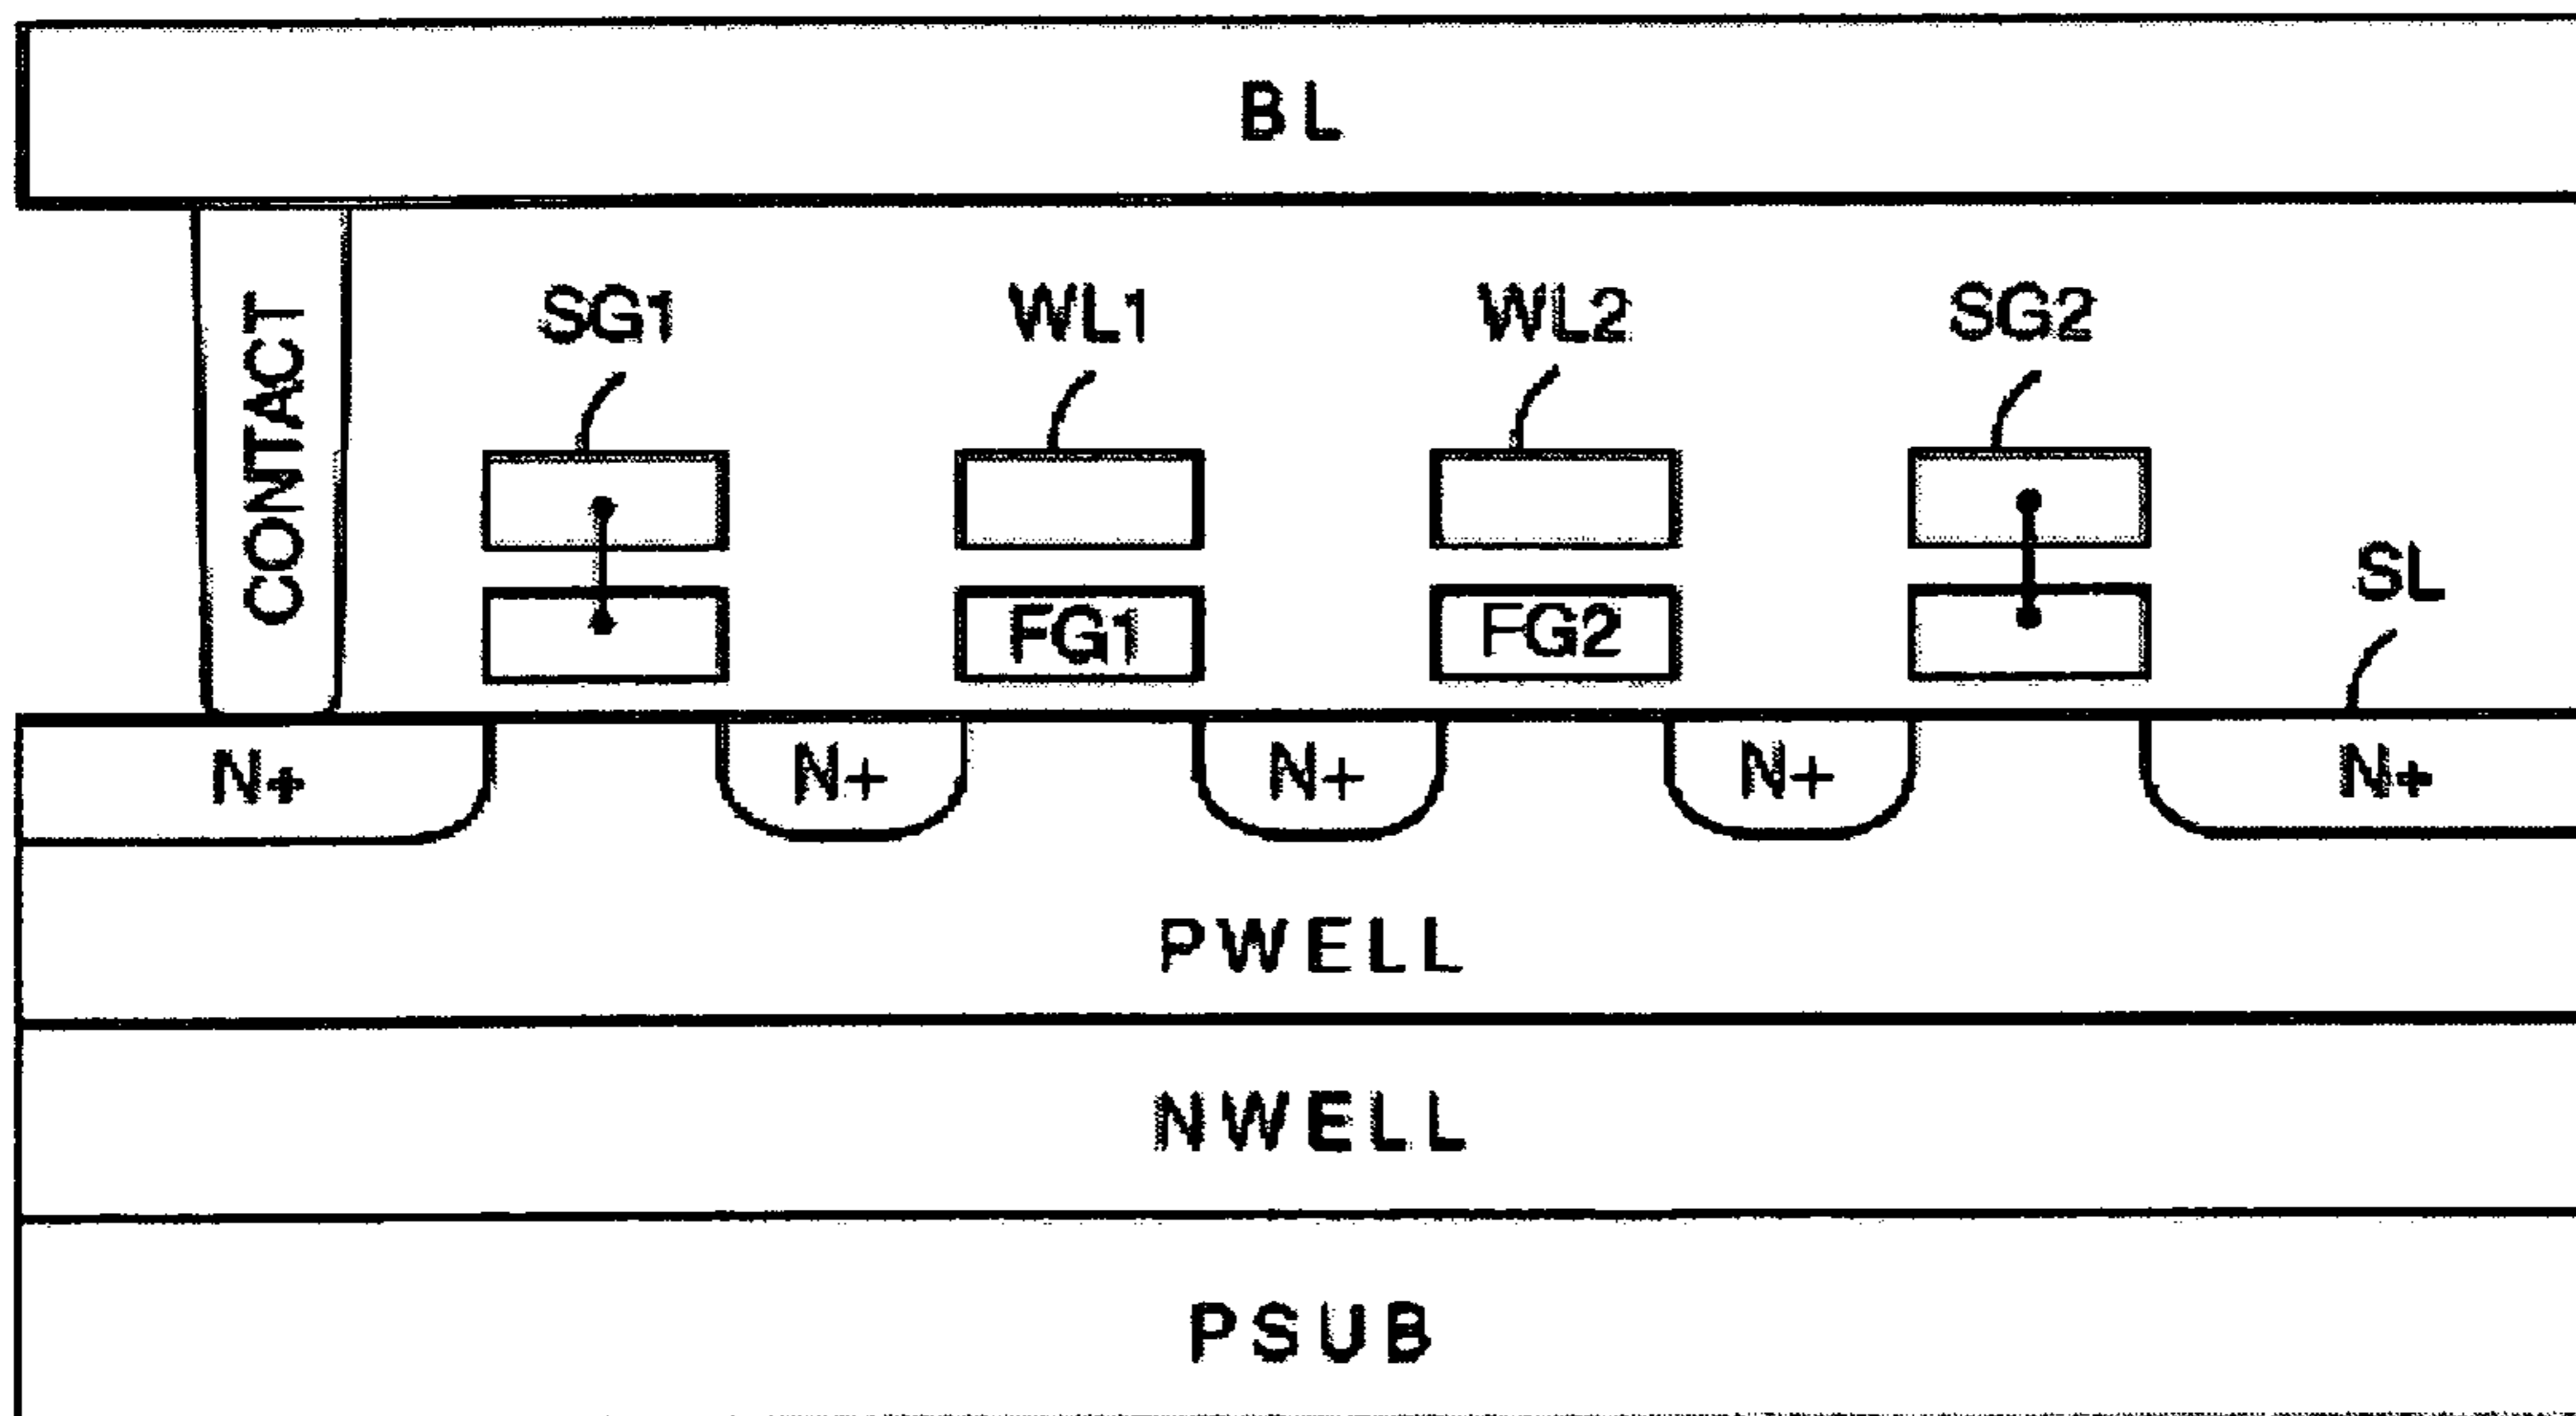 BL
CONTACT
SG1 WL1 WL2 SG2
SL
FG1 FG2
N+ N+ N+ N+ N+
PWELL
NWELL
PSUB